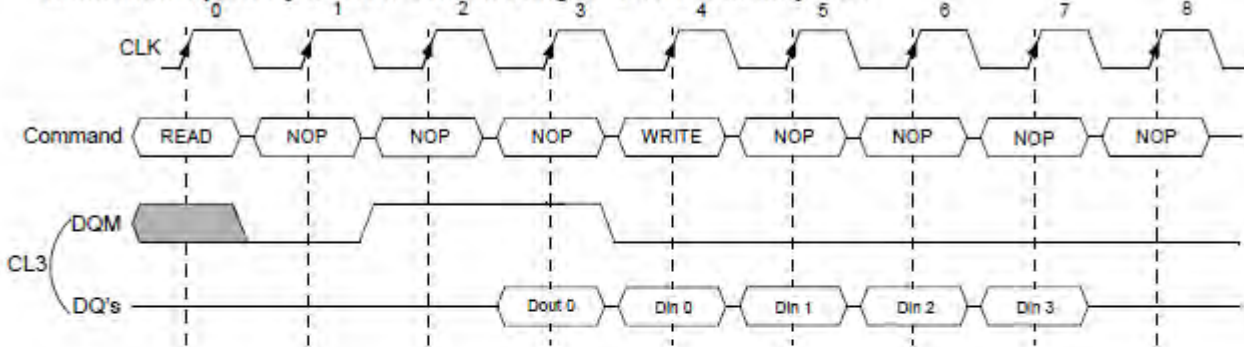 0 1 2 3 4 5 6 7 8
CLK
Command READ NOP NOP NOP WRITE NOP NOP NOP NOP
DQM
CL3
DQ's Dout 0 Din 0 Din 1 Din 2 Din 3